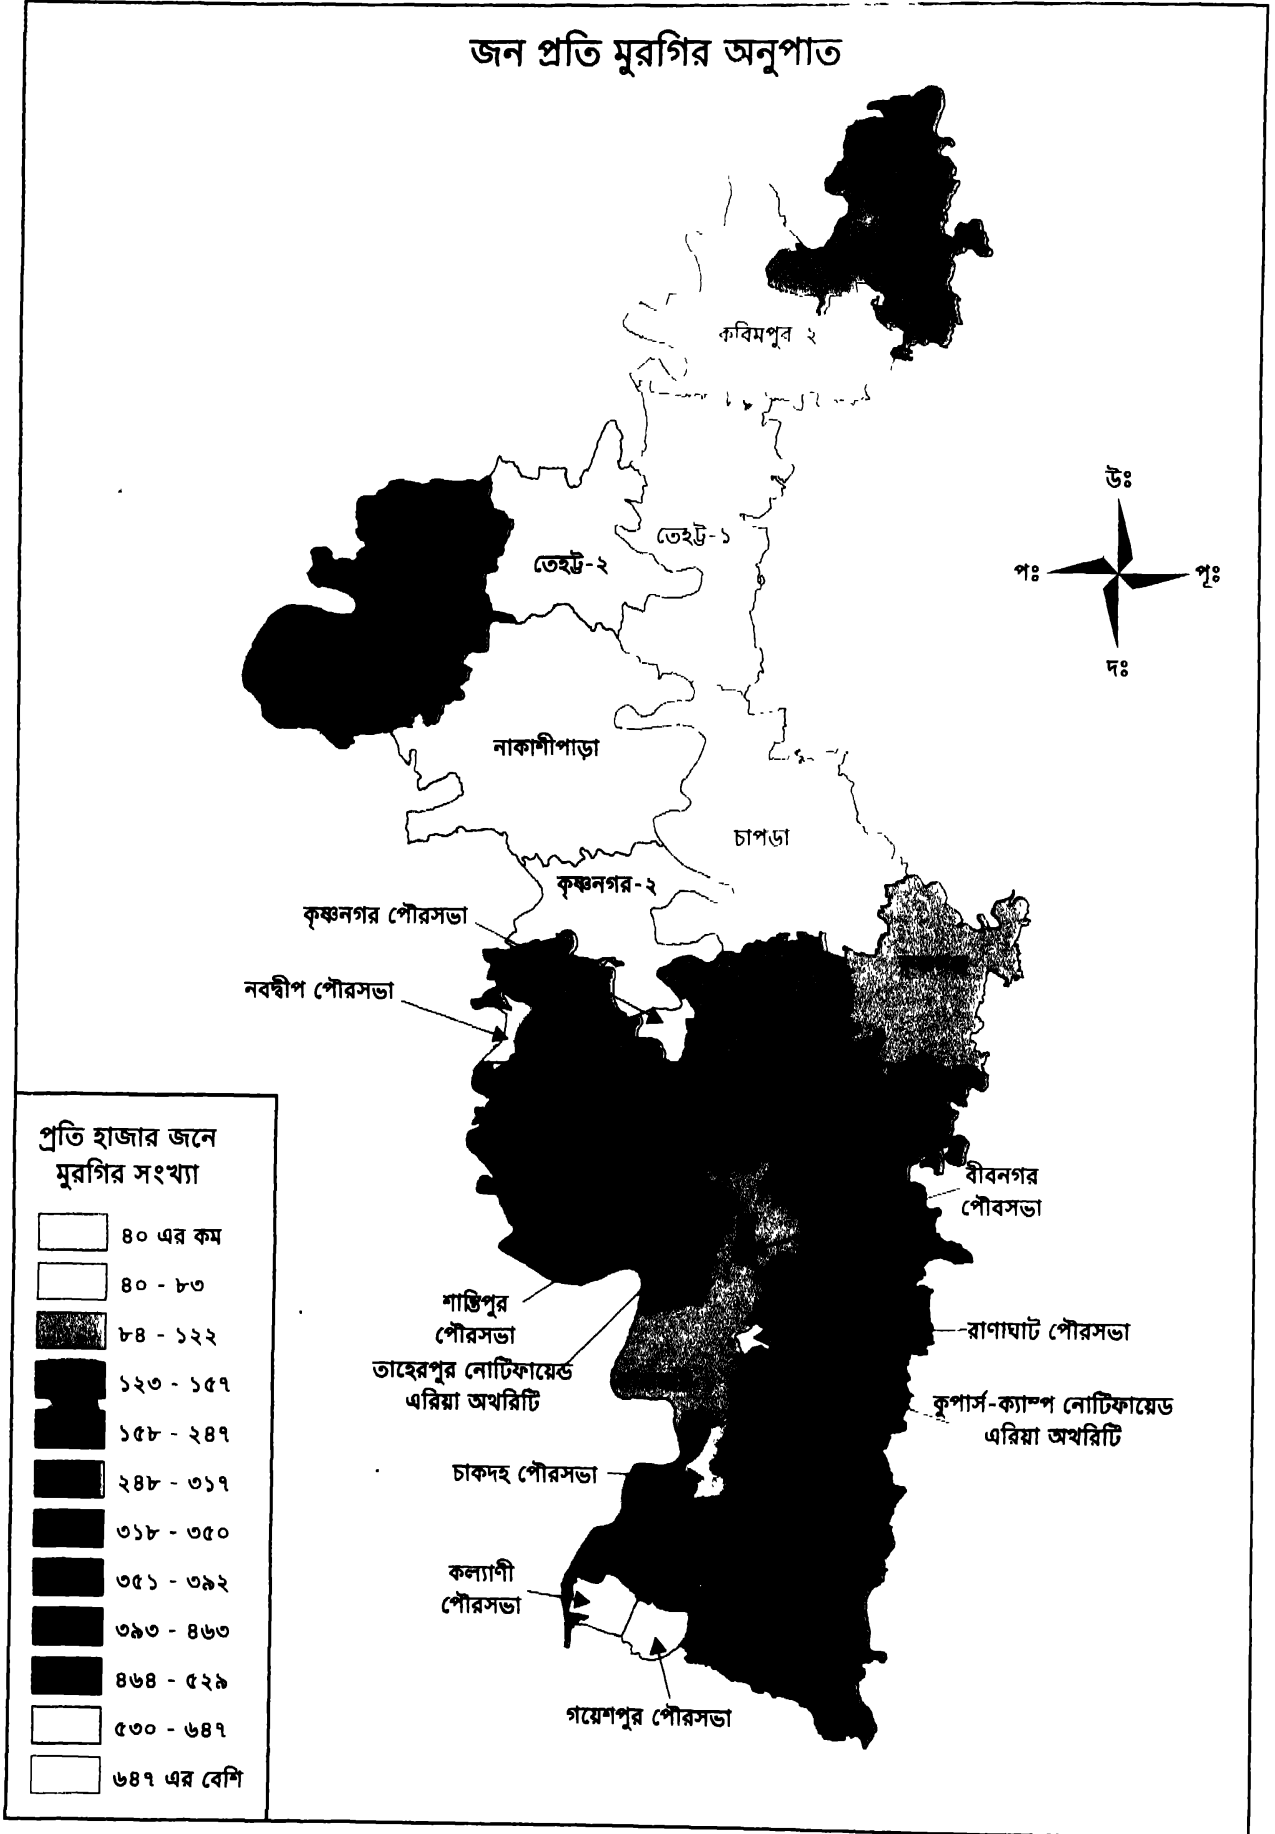 জন প্রতি মুরগির অনুপাত
করিমপুর ২
উঃ
পঃ
পূঃ
দঃ
তেহট্ট-১
তেহট্ট-২
নাকাশীপাড়া
চাপড়া
কৃষ্ণনগর-২
কৃষ্ণনগর পৌরসভা
নবদ্বীপ পৌরসভা
বীবনগর
পৌবসভা
শান্তিপুর
পৌরসভা
রাণাঘাট পৌরসভা
তাহেরপুর নোটিফায়েড
এরিয়া অথরিটি
কুপার্স-ক্যাম্প নোটিফায়েড
এরিয়া অথরিটি
চাকদহ পৌরসভা
কল্যাণী
পৌরসভা
গয়েশপুর পৌরসভা
প্রতি হাজার জনে
মুরগির সংখ্যা
৪০ এর কম
৪০ - ৮৩
৮৪ - ১২২
১২৩ - ১৫৭
১৫৮ - ২৪৭
২৪৮ - ৩১৭
৩১৮ - ৩৫০
৩৫১ - ৩৯২
৩৯৩ - ৪৬৩
৪৬৪ - ৫২৯
৫৩০ - ৬৪৭
৬৪৭ এর বেশি